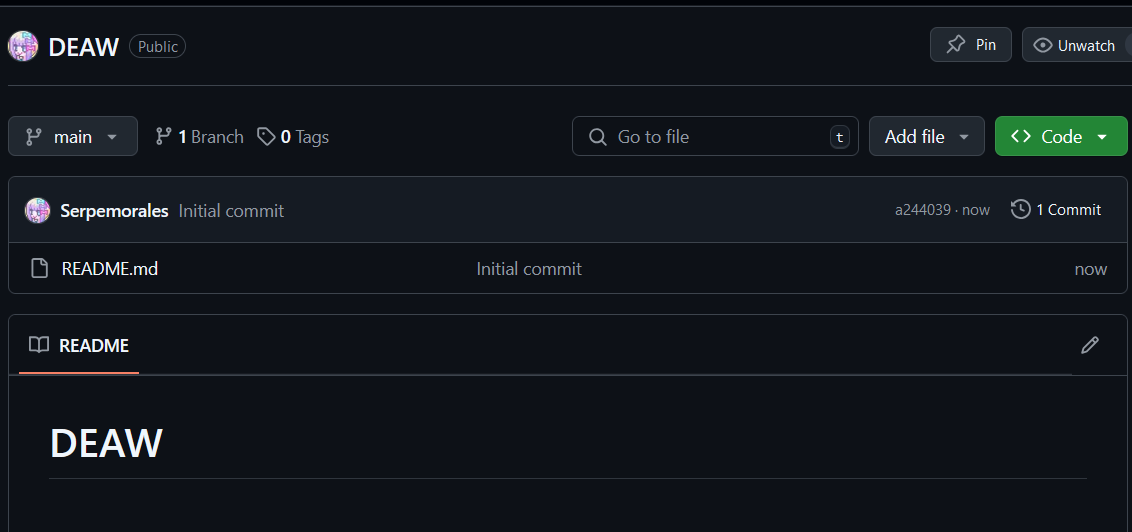 DEAW Public Pin Unwatch
main 1 Branch 0 Tags Go to file t Add file Code
Serpemorales Initial commit a244039 · now 1 Commit
README.md Initial commit now
README
DEAW